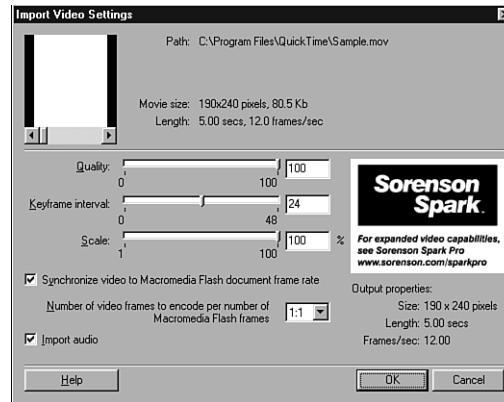 Import Video Settings
Path: C:\Program Files\QuickTime\Sample.mov
Movie size: 190x240 pixels, 80.5 Kb
Length: 5.00 secs, 12.0 frames/sec
Quality: 100
0 100
Keyframe interval: 24
0 48
Scale: 100 %
1 100
Sorenson
Spark.
For expanded video capabilities,
see Sorenson Spark Pro
www.sorenson.com/sparkpro
Synchronize video to Macromedia Flash document frame rate
Number of video frames to encode per number of
Macromedia Flash frames
1:1
Import audio
Output properties:
Size: 190 x 240 pixels
Length: 5.00 secs
Frames/sec: 12.00
Help
OK
Cancel